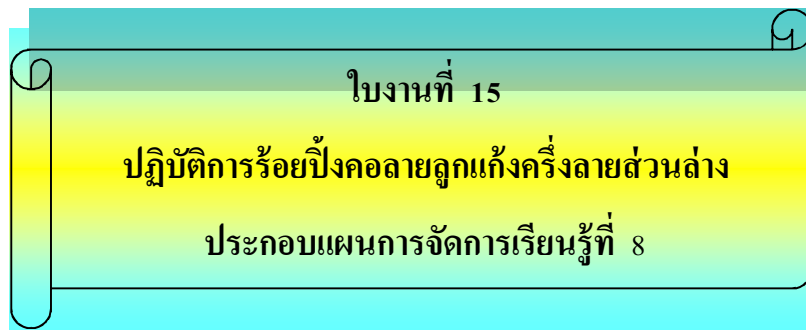 ใบงานที่ 15
ปฏิบัติการร้อยปิ้งคอลายลูกแก้งครึ่งลายส่วนล่าง
ประกอบแผนการจัดการเรียนรู้ที่ 8